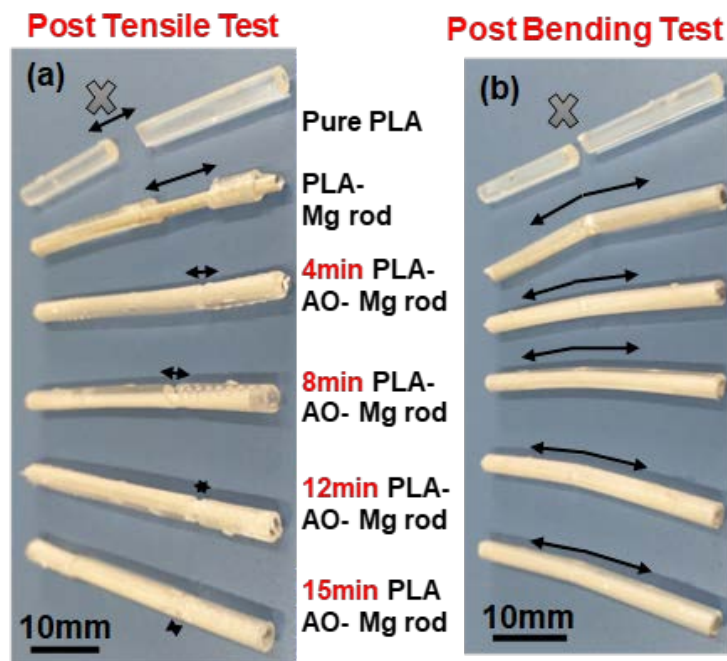 Post Tensile Test
Post Bending Test
(a)
(b)
Pure PLA
PLA-
Mg rod
4min PLA-
AO- Mg rod
8min PLA-
AO- Mg rod
12min PLA-
AO- Mg rod
15min PLA
AO- Mg rod
10mm
10mm